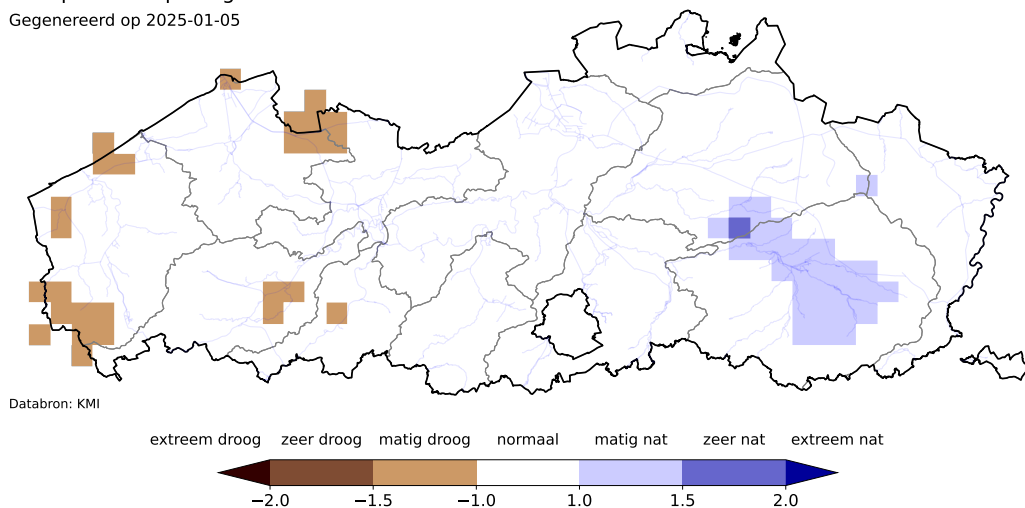 Gegenereerd op 2025-01-05
Databron: KMI
extreem droog zeer droog matig droog normaal matig nat zeer nat extreem nat
−2.0 −1.5 −1.0 1.0 1.5 2.0